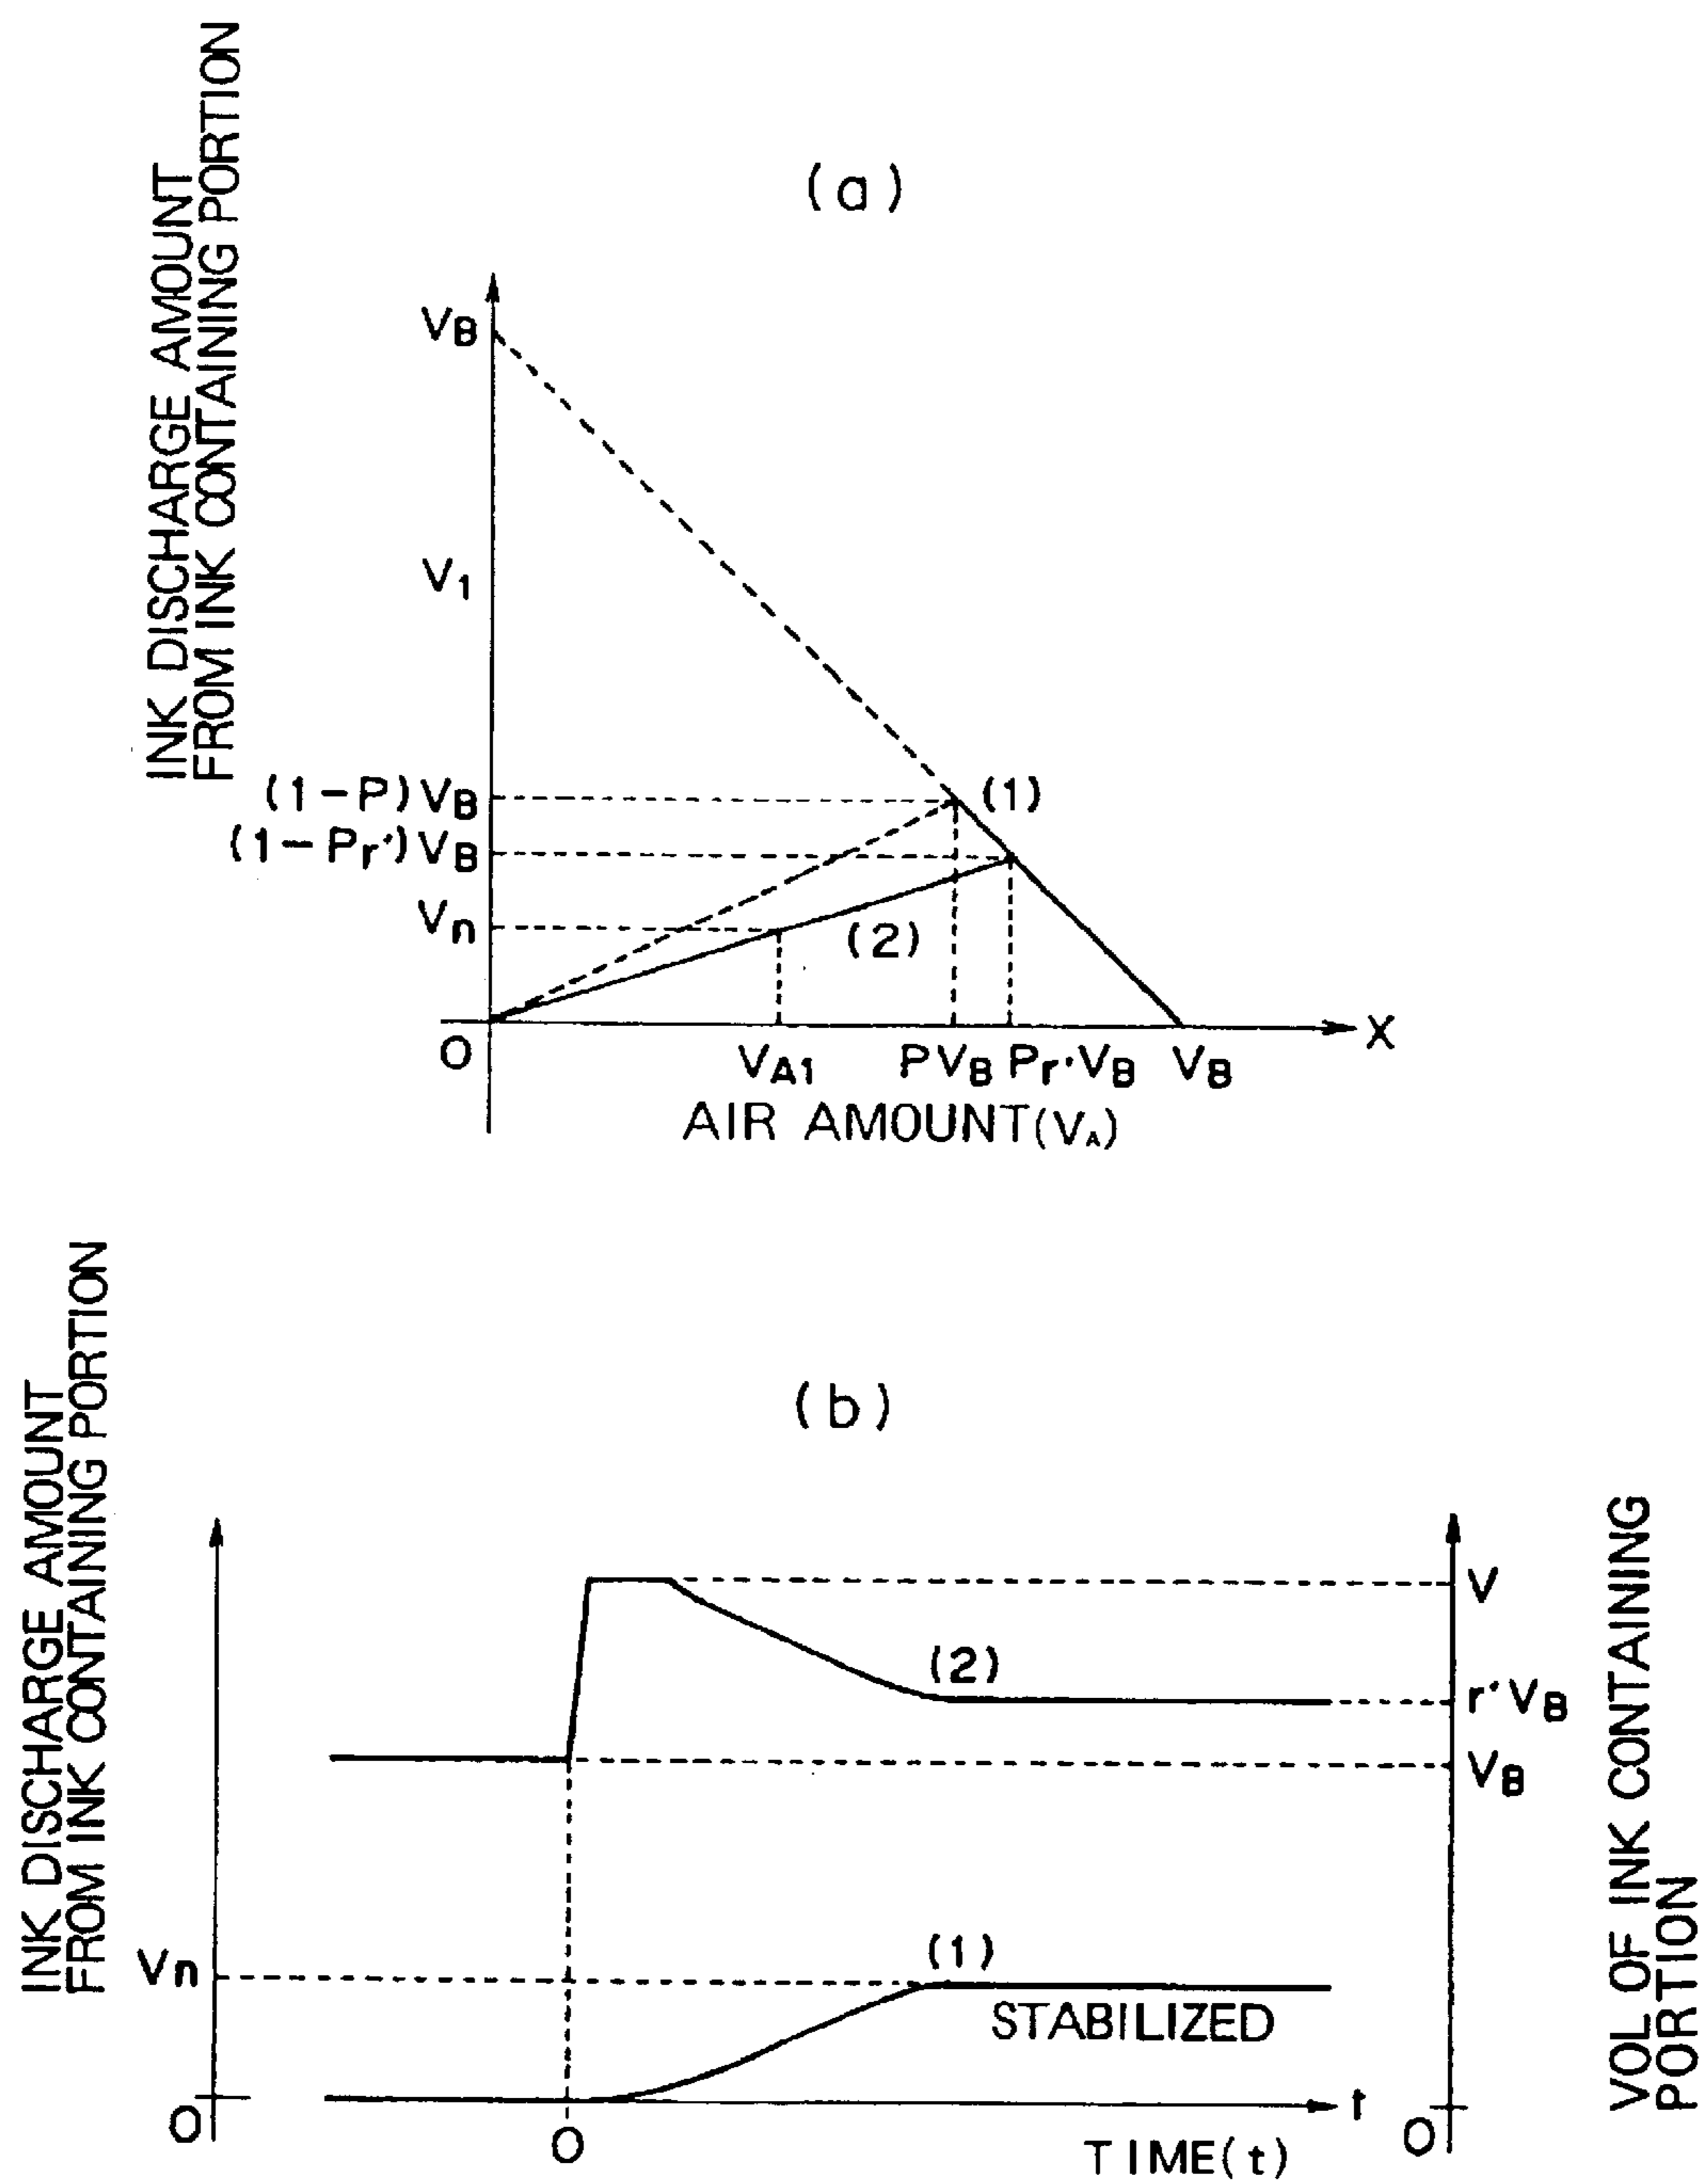 (a)
INK DISCHARGE AMOUNT
FROM INK CONTAINING PORTION
VB
V1
(1-P)VB
(1-Pr')VB
Vn
(1)
(2)
O
VA1
PVB
Pr'VB
VB
X
AIR AMOUNT(VA)
(b)
INK DISCHARGE AMOUNT
FROM INK CONTAINING PORTION
V
(2)
r'VB
VB
Vn
(1)
STABILIZED
O
O
t
O
TIME(t)
VOL OF INK CONTAINING
PORTION